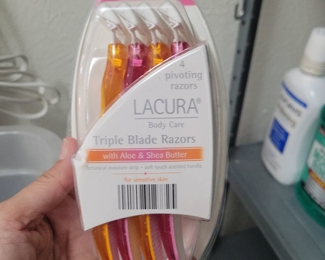 4
pivoting
razors
LACURA®
Body Care
Triple Blade Razors
with Aloe & Shea Butter
for sensitive skin